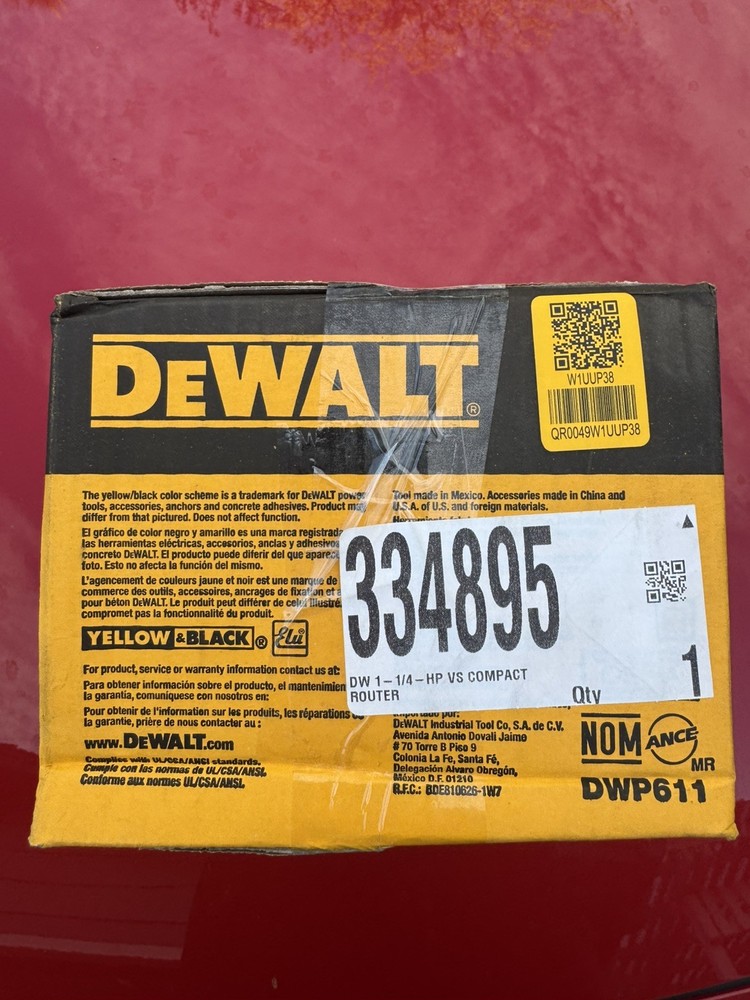 DEWALT®
W1UUP38
QR0049W1UUP38
The yellow/black color scheme is a trademark for DEWALT power
tools, accessories, anchors and concrete adhesives. Product may
differ from that pictured. Does not affect function.
El gráfico de color negro y amarillo es una marca registrada
las herramientas eléctricas, accesorios, anclas y adhesivos
concreto DEWALT. El producto puede diferir del que aparece
foto. Esto no afecta la función del mismo.
L'agencement de couleurs jaune et noir est une marque de
commerce des outils, accessoires, ancrages de fixation et a
pour béton DEWALT. Le produit peut différer de celui illustré.
compromet pas la fonctionnalité du produit.
YELLOW & BLACK® Elu®
For product, service or warranty information contact us at:
Para obtener información sobre el producto, el mantenimien
la garantía, comuníquese con nosotros en:
Pour obtenir de l'information sur les produits, les réparations ou
la garantie, prière de nous contacter au :
www.DEWALT.com
Complies with UL/CSA/ANSI standards.
Cumple con las normas de UL/CSA/ANSI.
Conforme aux normes UL/CSA/ANSI.
Tool made in Mexico. Accessories made in China and
U.S.A. of U.S. and foreign materials.
334895
DW 1-1/4-HP VS COMPACT
ROUTER
Qty 1
Importado por:
DEWALT Industrial Tool Co, S.A. de C.V.
Avenida Antonio Dovali Jaime
# 70 Torre B Piso 9
Colonia La Fe, Santa Fé,
Delegación Alvaro Obregón,
México D.F. 01210
R.F.C.: BDE810626-1W7
NOM ANCE MR
DWP611